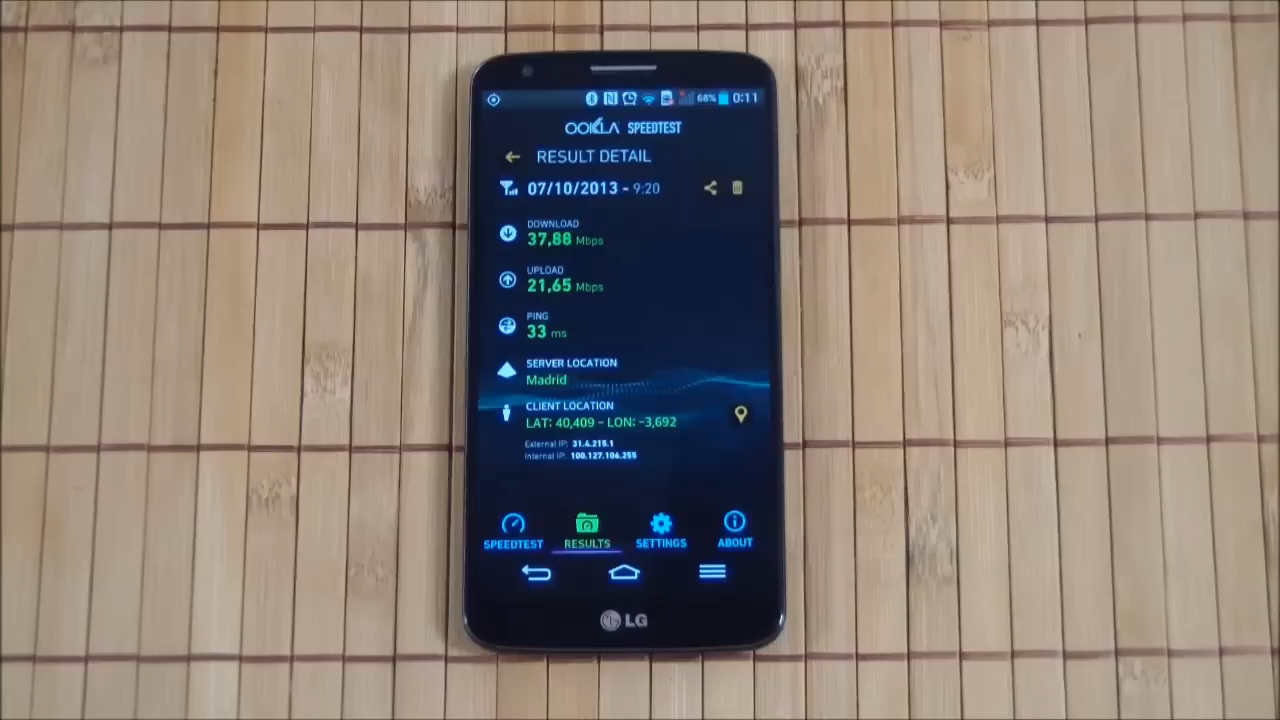 68% 0:11
OOKLA SPEEDTEST
RESULT DETAIL
07/10/2013 - 9:20
DOWNLOAD
37,88 Mbps
UPLOAD
21,65 Mbps
PING
33 ms
SERVER LOCATION
Madrid
CLIENT LOCATION
LAT: 40,409 - LON: -3,692
External IP: 31.4.215.1
Internal IP: 100.127.106.255
SPEEDTEST RESULTS SETTINGS ABOUT
LG